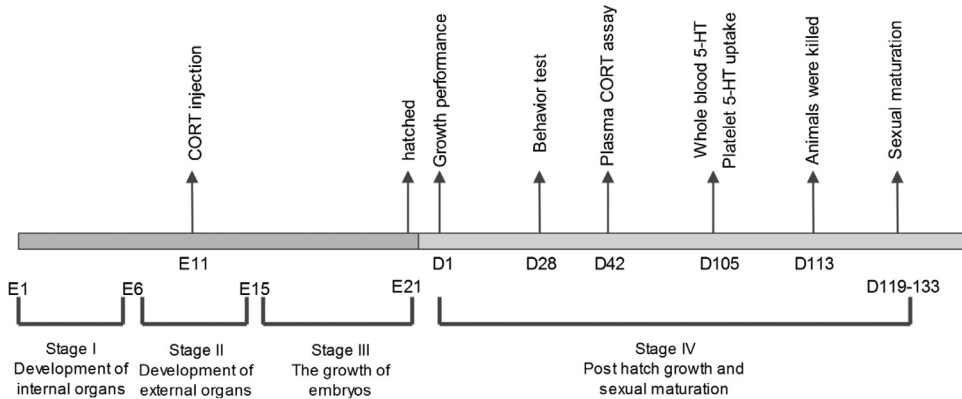 CORT injection
hatched
Growth performance
Behavior test
Plasma CORT assay
Whole blood 5-HT
Platelet 5-HT uptake
Animals were killed
Sexual maturation
E11
D1
D28
D42
D105
D113
E1
E6
E15
E21
D119-133
Stage I
Development of
internal organs
Stage II
Development of
external organs
Stage III
The growth of
embryos
Stage IV
Post hatch growth and
sexual maturation